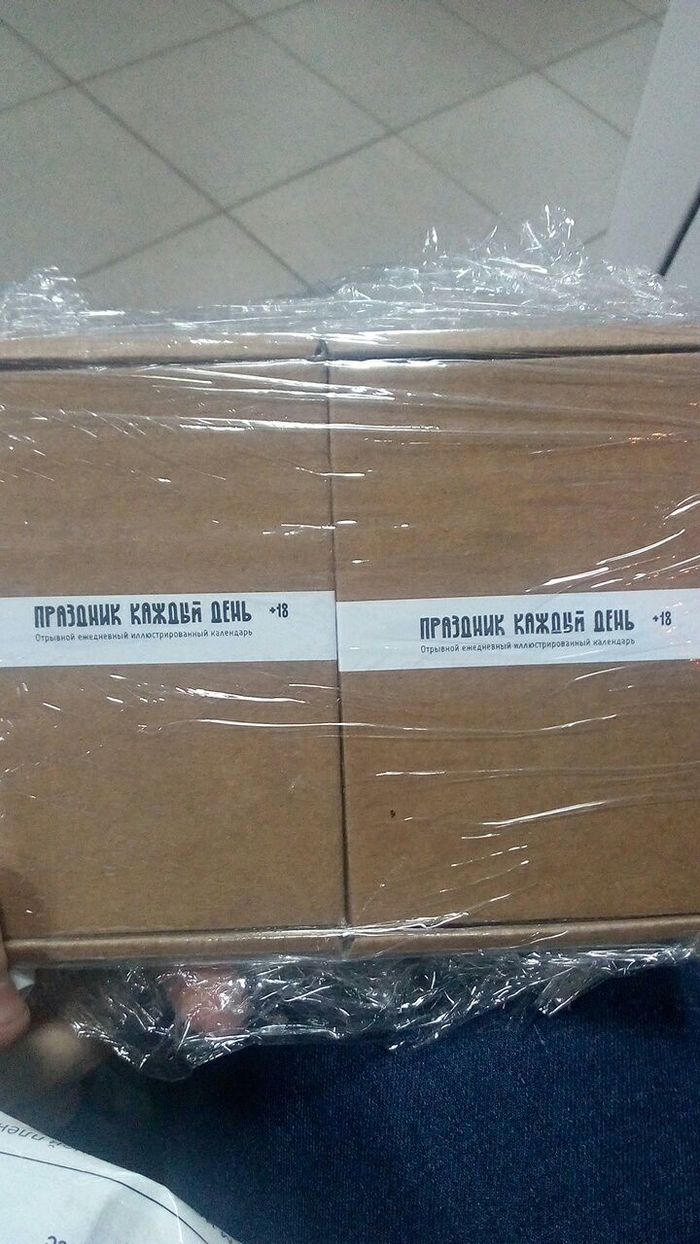 ПРАЗДНИК КАЖДЫЙ ДЕНЬ +18
Отрывной ежедневный иллюстрированный календарь
ПРАЗДНИК КАЖДЫЙ ДЕНЬ +18
Отрывной ежедневный иллюстрированный календарь